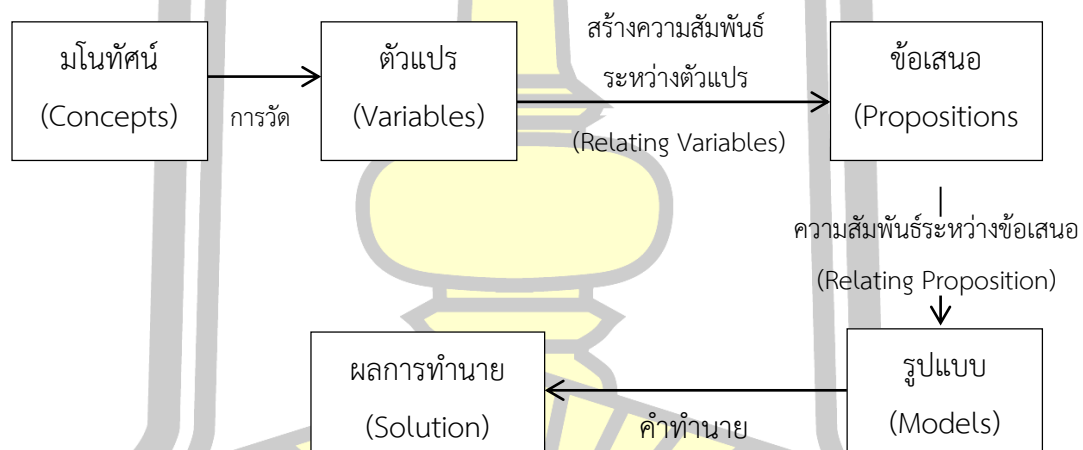 มโนทัศน์
(Concepts)
การวัด
ตัวแปร
(Variables)
สร้างความสัมพันธ์
ระหว่างตัวแปร
(Relating Variables)
ข้อเสนอ
(Propositions
ความสัมพันธ์ระหว่างข้อเสนอ
(Relating Proposition)
รูปแบบ
(Models)
คำทำนาย
ผลการทำนาย
(Solution)